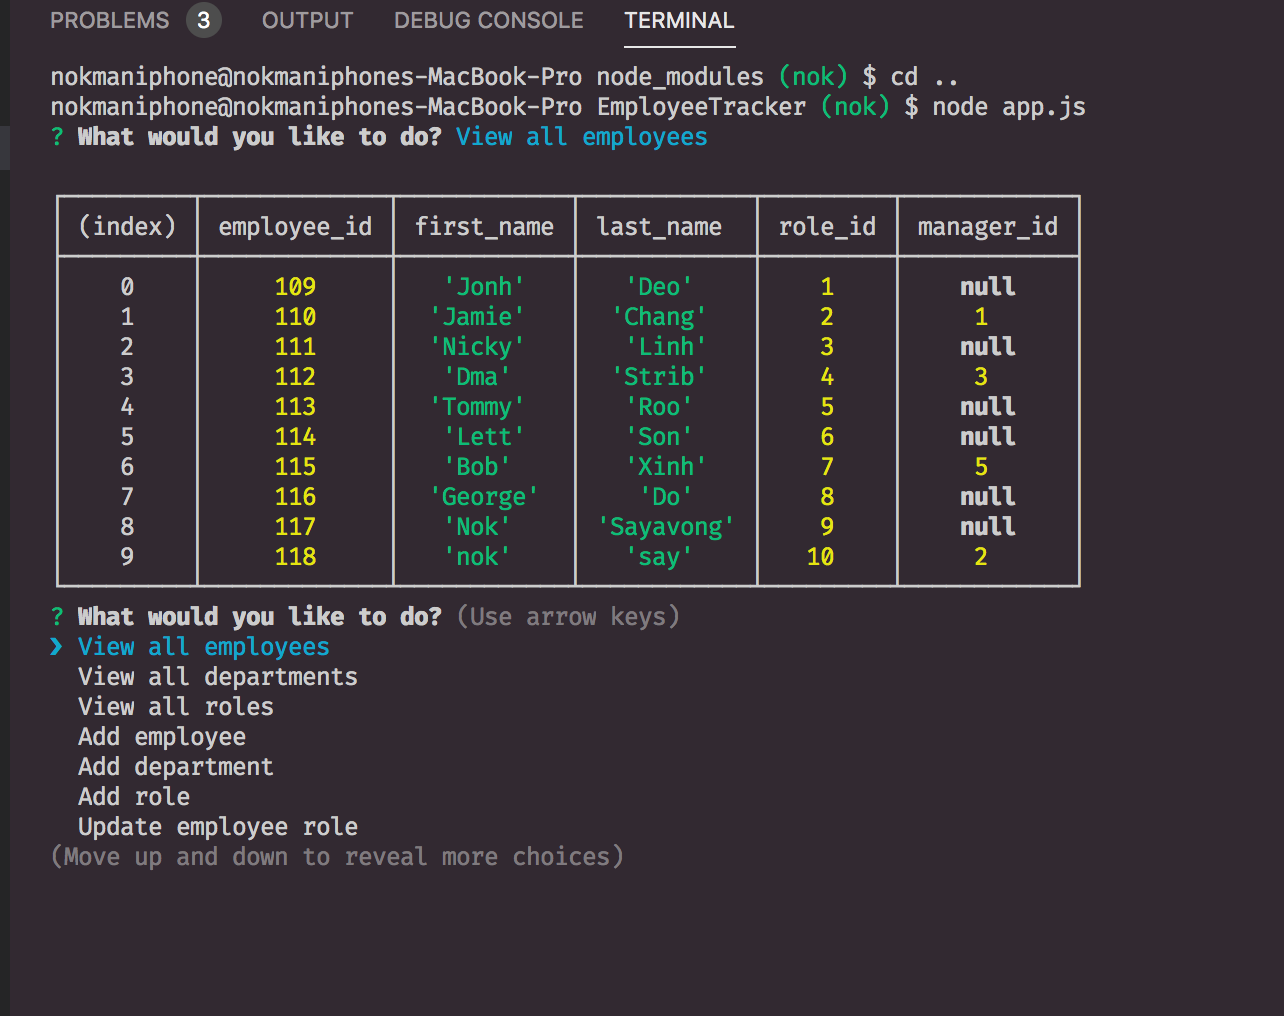 PROBLEMS 3 OUTPUT DEBUG CONSOLE TERMINAL
nokmaniphone@nokmaniphones-MacBook-Pro node_modules (nok) $ cd ..
nokmaniphone@nokmaniphones-MacBook-Pro EmployeeTracker (nok) $ node app.js
? What would you like to do? View all employees
(index) employee_id first_name last_name role_id manager_id
0 109 'Jonh' 'Deo' 1 null
1 110 'Jamie' 'Chang' 2 1
2 111 'Nicky' 'Linh' 3 null
3 112 'Dma' 'Strib' 4 3
4 113 'Tommy' 'Roo' 5 null
5 114 'Lett' 'Son' 6 null
6 115 'Bob' 'Xinh' 7 5
7 116 'George' 'Do' 8 null
8 117 'Nok' 'Sayavong' 9 null
9 118 'nok' 'say' 10 2
? What would you like to do? (Use arrow keys)
❯ View all employees
View all departments
View all roles
Add employee
Add department
Add role
Update employee role
(Move up and down to reveal more choices)